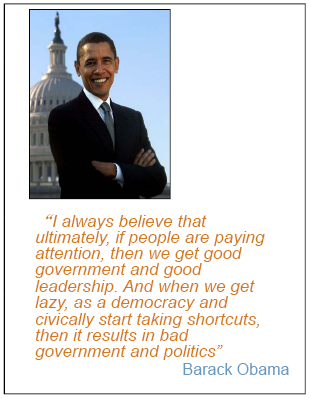 “I always believe that
ultimately, if people are paying
attention, then we get good
government and good
leadership. And when we get
lazy, as a democracy and
civically start taking shortcuts,
then it results in bad
government and politics”
Barack Obama